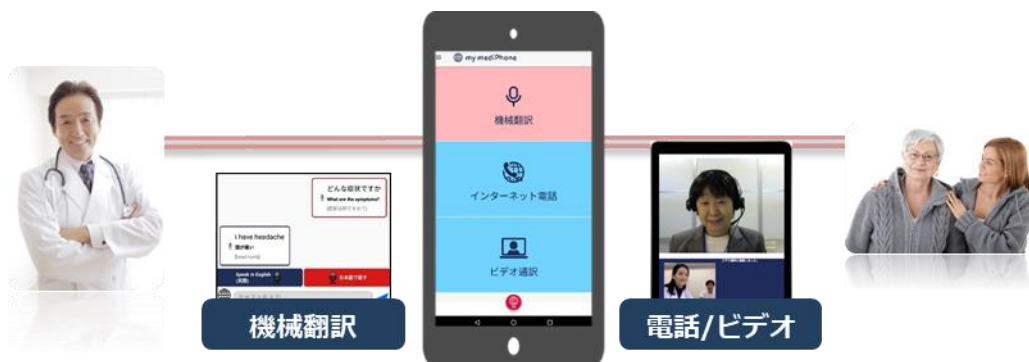 my mediPhone
機械翻訳
インターネット電話
ビデオ通訳
どんな症状ですか
What are the symptoms?
i have headache
頭が痛い
Speak in English
(英語)
日本語で話す
機械翻訳
電話/ビデオ